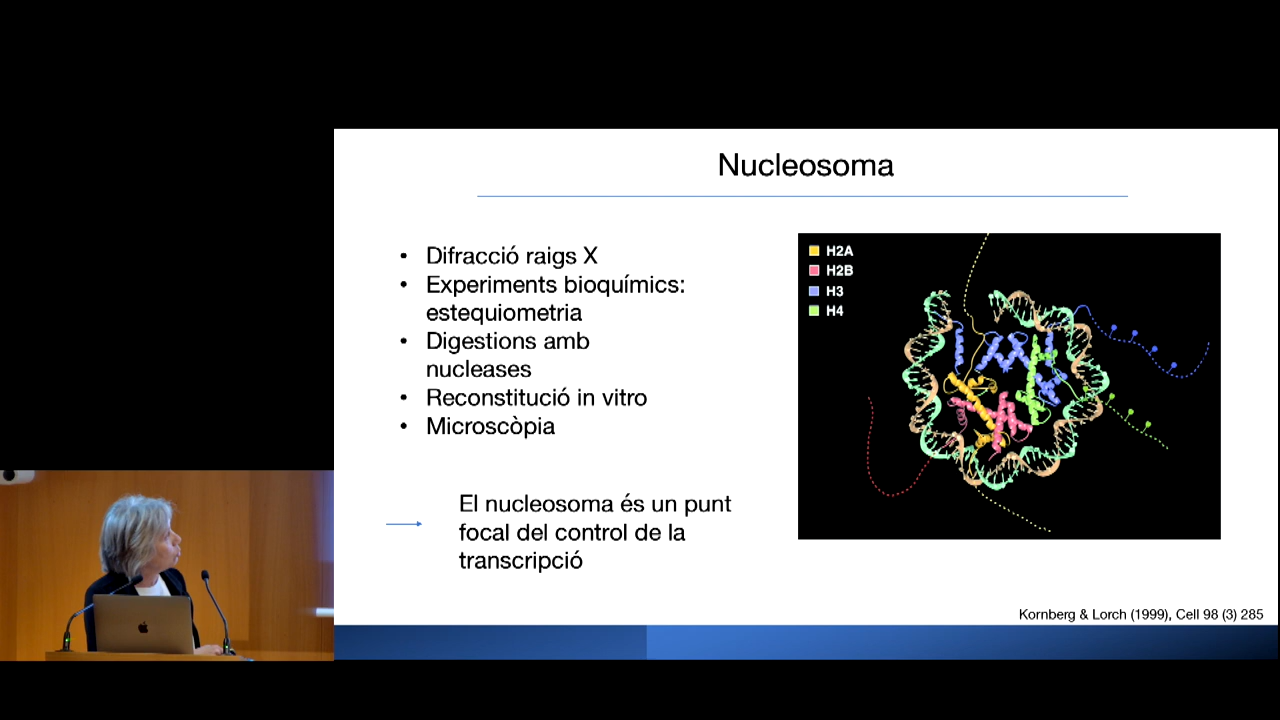 Nucleosoma
• Difracció raigs X
• Experiments bioquímics:
estequiometria
• Digestions amb
nucleases
• Reconstitució in vitro
• Microscòpia
El nucleosoma és un punt
focal del control de la
transcripció
H2A
H2B
H3
H4
Kornberg & Lorch (1999), Cell 98 (3) 285